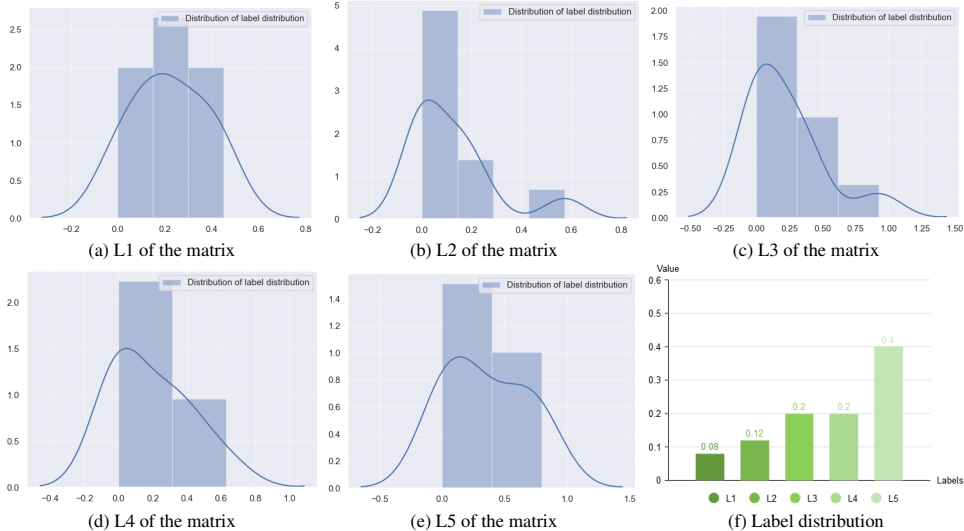 Distribution of label distribution
2.5
2.0
1.5
1.0
0.5
0.0
−0.2 0.0 0.2 0.4 0.6 0.8
(a) L1 of the matrix
Distribution of label distribution
5
4
3
2
1
0
−0.2 0.0 0.2 0.4 0.6 0.8
(b) L2 of the matrix
Distribution of label distribution
2.00
1.75
1.50
1.25
1.00
0.75
0.50
0.25
0.00
−0.50 −0.25 0.00 0.25 0.50 0.75 1.00 1.25 1.50
(c) L3 of the matrix
Distribution of label distribution
2.0
1.5
1.0
0.5
0.0
−0.4 −0.2 0.0 0.2 0.4 0.6 0.8 1.0
(d) L4 of the matrix
Distribution of label distribution
1.4
1.2
1.0
0.8
0.6
0.4
0.2
0.0
−0.5 0.0 0.5 1.0 1.5
(e) L5 of the matrix
Value
0.6
0.5
0.4
0.3
0.2
0.1
0
0.08 0.12 0.2 0.2 0.4
Labels
L1 L2 L3 L4 L5
(f) Label distribution